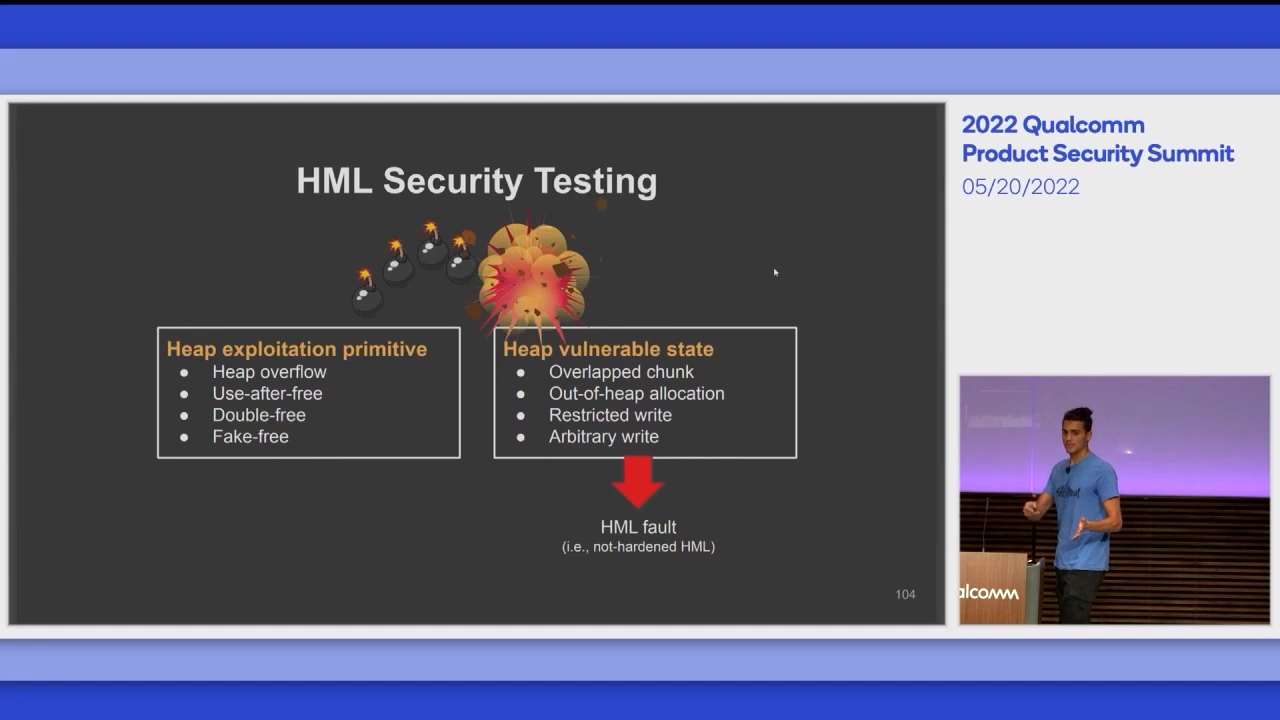 HML Security Testing
Heap exploitation primitive
● Heap overflow
● Use-after-free
● Double-free
● Fake-free
Heap vulnerable state
● Overlapped chunk
● Out-of-heap allocation
● Restricted write
● Arbitrary write
HML fault
(i.e., not-hardened HML)
104
2022 Qualcomm
Product Security Summit
05/20/2022
alcomm